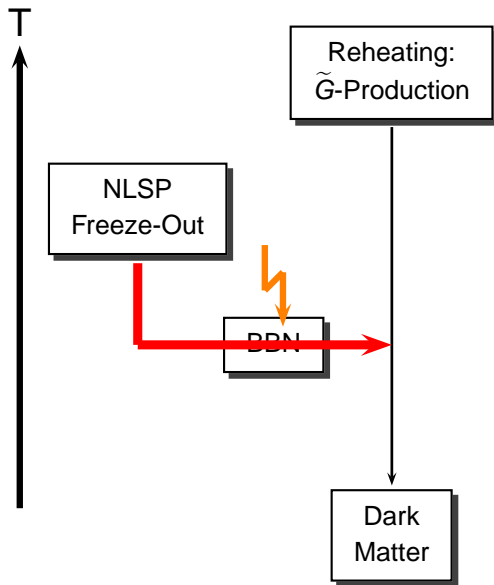 T
Reheating:
G̃-Production
NLSP
Freeze-Out
BBN
Dark
Matter